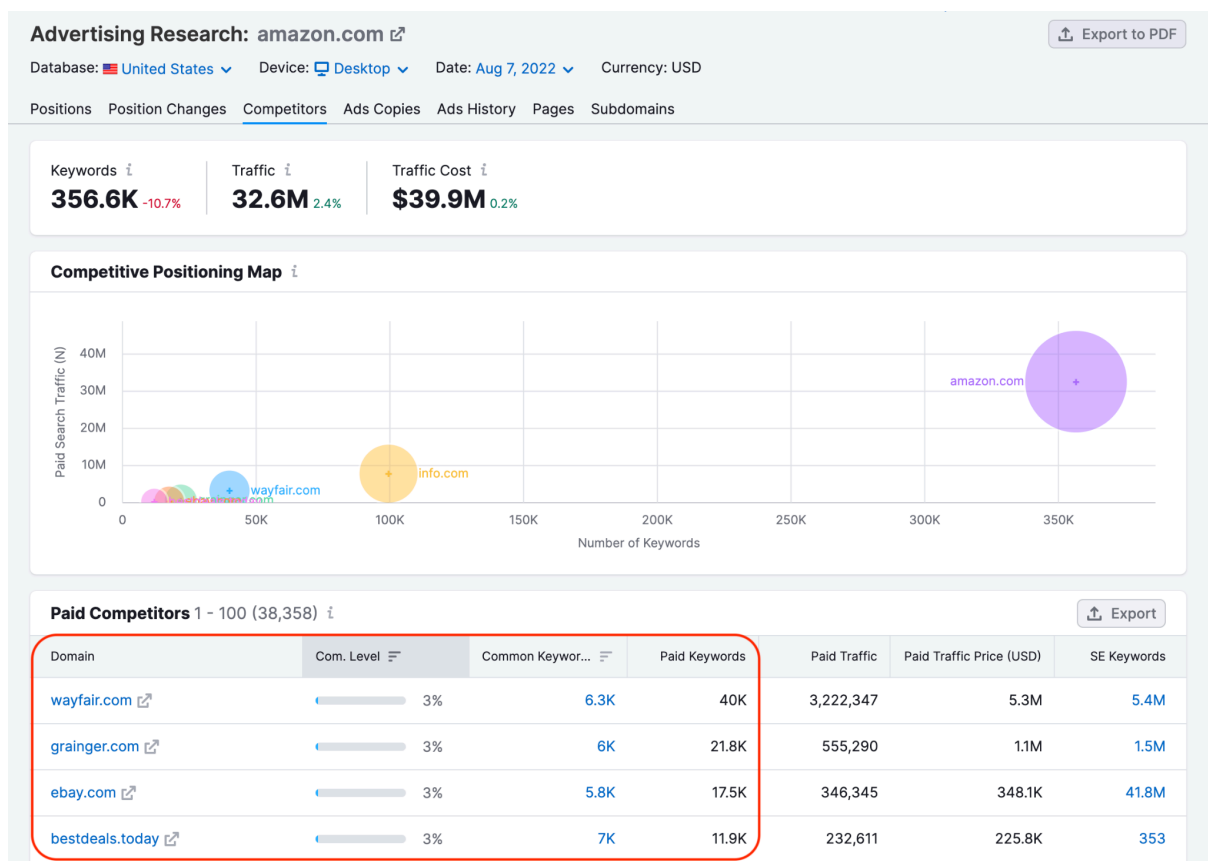 Advertising Research: amazon.com
Export to PDF
Database: United States Device: Desktop Date: Aug 7, 2022 Currency: USD
Positions Position Changes Competitors Ads Copies Ads History Pages Subdomains
Keywords i Traffic i Traffic Cost i
356.6K -10.7% 32.6M 2.4% $39.9M 0.2%
Competitive Positioning Map i
Paid Search Traffic (N)
40M
30M
20M
10M
0
amazon.com
info.com
wayfair.com
0 50K 100K 150K 200K 250K 300K 350K
Number of Keywords
Paid Competitors 1 - 100 (38,358) i
Export
Domain Com. Level Common Keywor... Paid Keywords Paid Traffic Paid Traffic Price (USD) SE Keywords
wayfair.com 3% 6.3K 40K 3,222,347 5.3M 5.4M
grainger.com 3% 6K 21.8K 555,290 1.1M 1.5M
ebay.com 3% 5.8K 17.5K 346,345 348.1K 41.8M
bestdeals.today 3% 7K 11.9K 232,611 225.8K 353